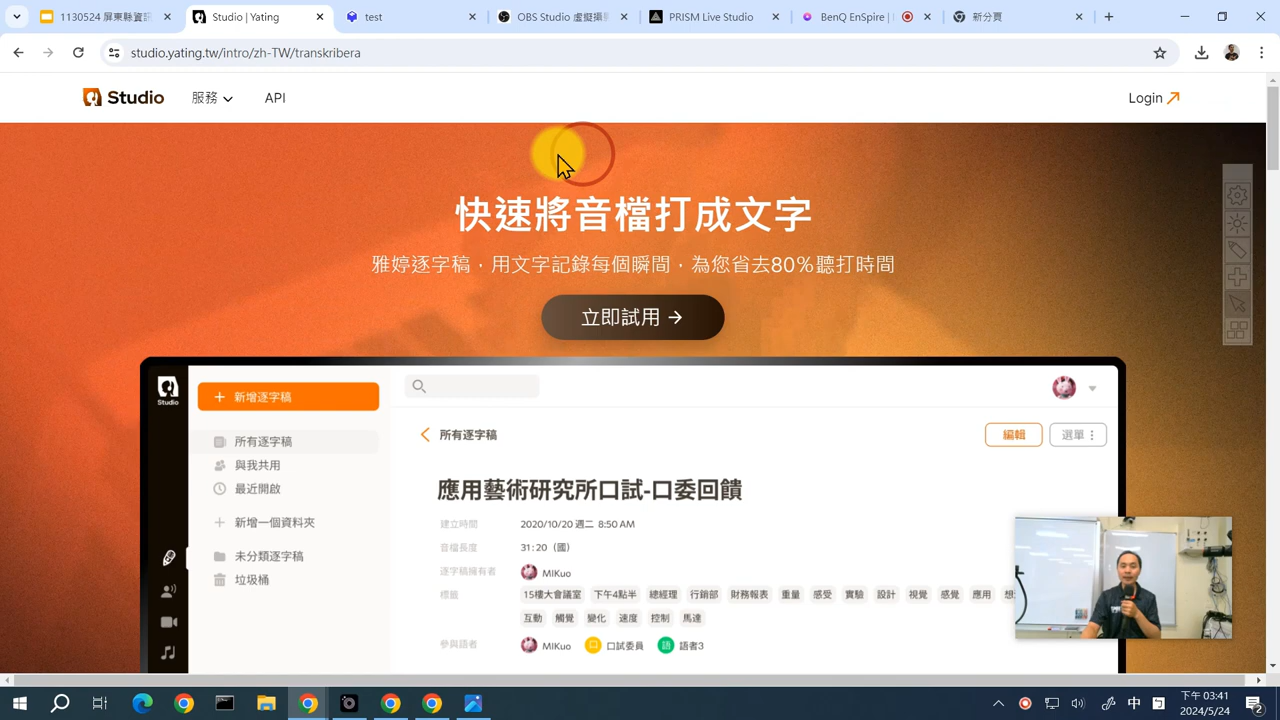 1130524 屏東縣資訊
Studio | Yating
test
OBS Studio 虛擬攝
PRISM Live Studio
BenQ EnSpire
新分頁
studio.yating.tw/intro/zh-TW/transkribera
Studio
服務
API
Login
快速將音檔打成文字
雅婷逐字稿．用文字記錄每個瞬間．為您省去80%聽打時間
立即試用 →
Studio
+ 新增逐字稿
所有逐字稿
與我共用
最近開啟
+ 新增一個資料夾
未分類逐字稿
垃圾桶
所有逐字稿
編輯
選單
應用藝術研究所口試-口委回饋
建立時間 2020/10/20 週二 8:50 AM
音檔長度 31:20（國）
逐字稿擁有者 MIKuo
標籤 15樓大會議室 下午4點半 總經理 行銷部 財務報表 重量 感受 實驗 設計 視覺 感覺 應用 想
互動 觸覺 變化 速度 控制 馬達
參與語者 MIKuo 口 口試委員 語 語者3
中
下午 03:41
2024/5/24
2